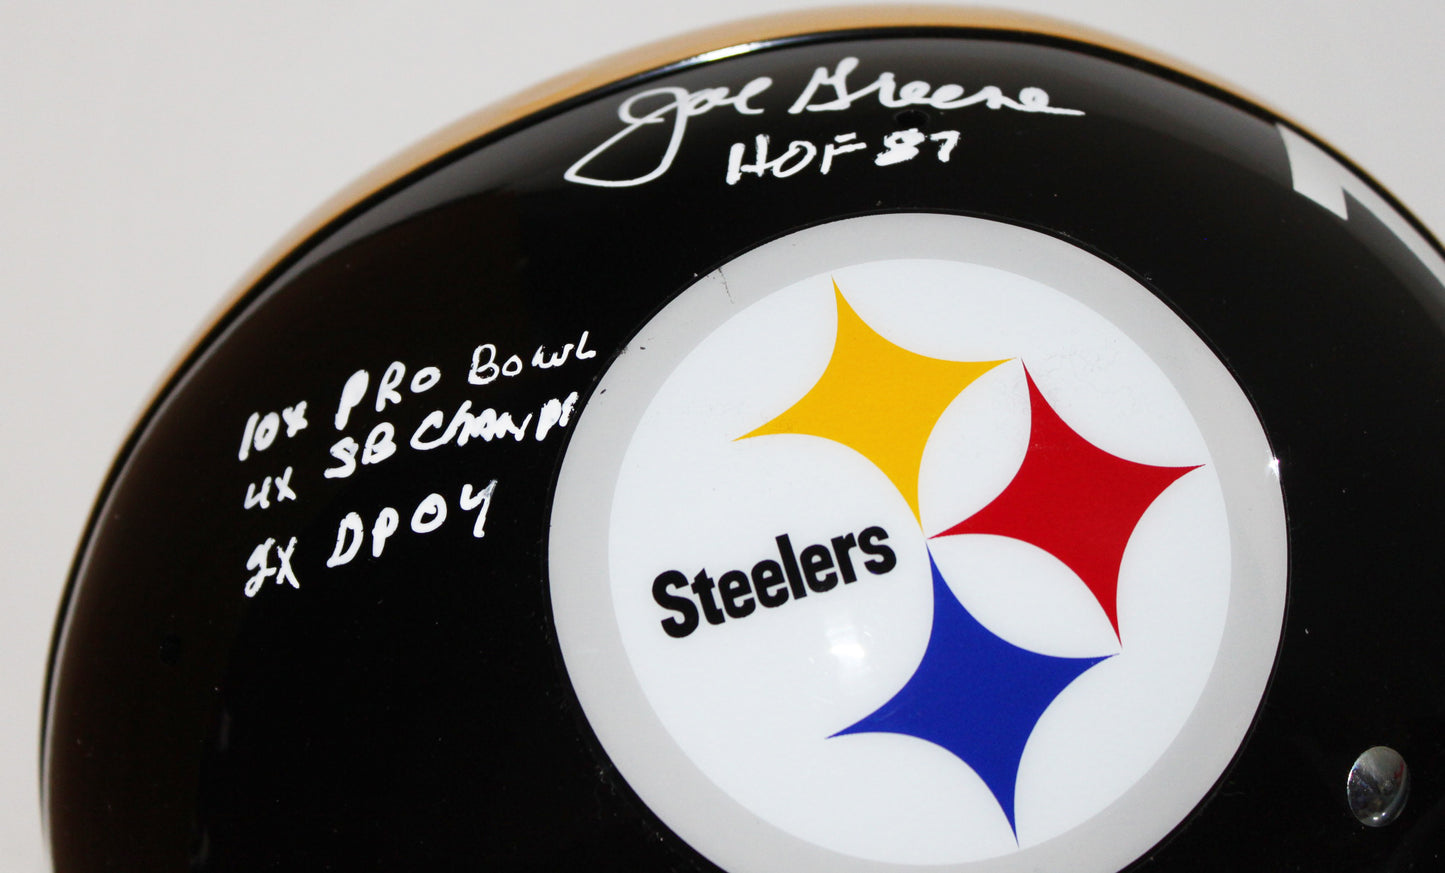 Joe Greene
HOF 87
10x PRO BOWL
4x SB CHAMPS
2X DPOY
Steelers